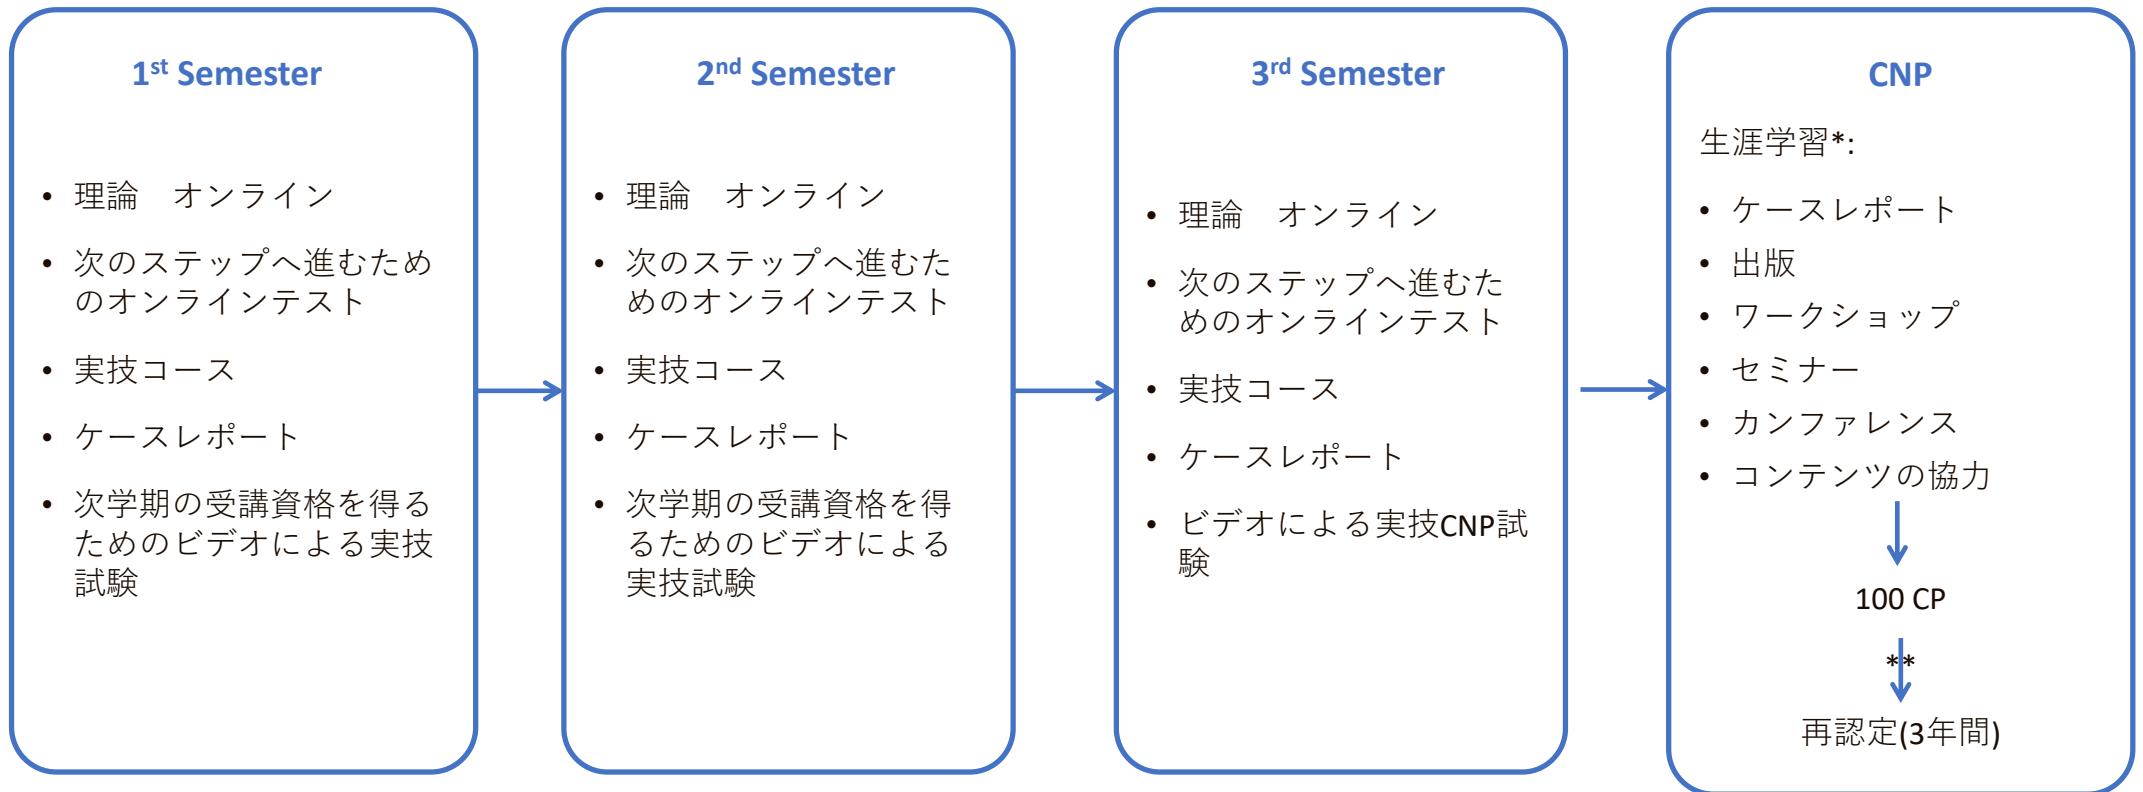 1st Semester
• 理論　オンライン
• 次のステップへ進むため
のオンラインテスト
• 実技コース
• ケースレポート
• 次学期の受講資格を得る
ためのビデオによる実技
試験
2nd Semester
• 理論　オンライン
• 次のステップへ進むた
めのオンラインテスト
• 実技コース
• ケースレポート
• 次学期の受講資格を得
るためのビデオによる
実技試験
3rd Semester
• 理論　オンライン
• 次のステップへ進むた
めのオンラインテスト
• 実技コース
• ケースレポート
• ビデオによる実技CNP試
験
CNP
生涯学習*:
• ケースレポート
• 出版
• ワークショップ
• セミナー
• カンファレンス
• コンテンツの協力
100 CP
**
再認定(3年間)